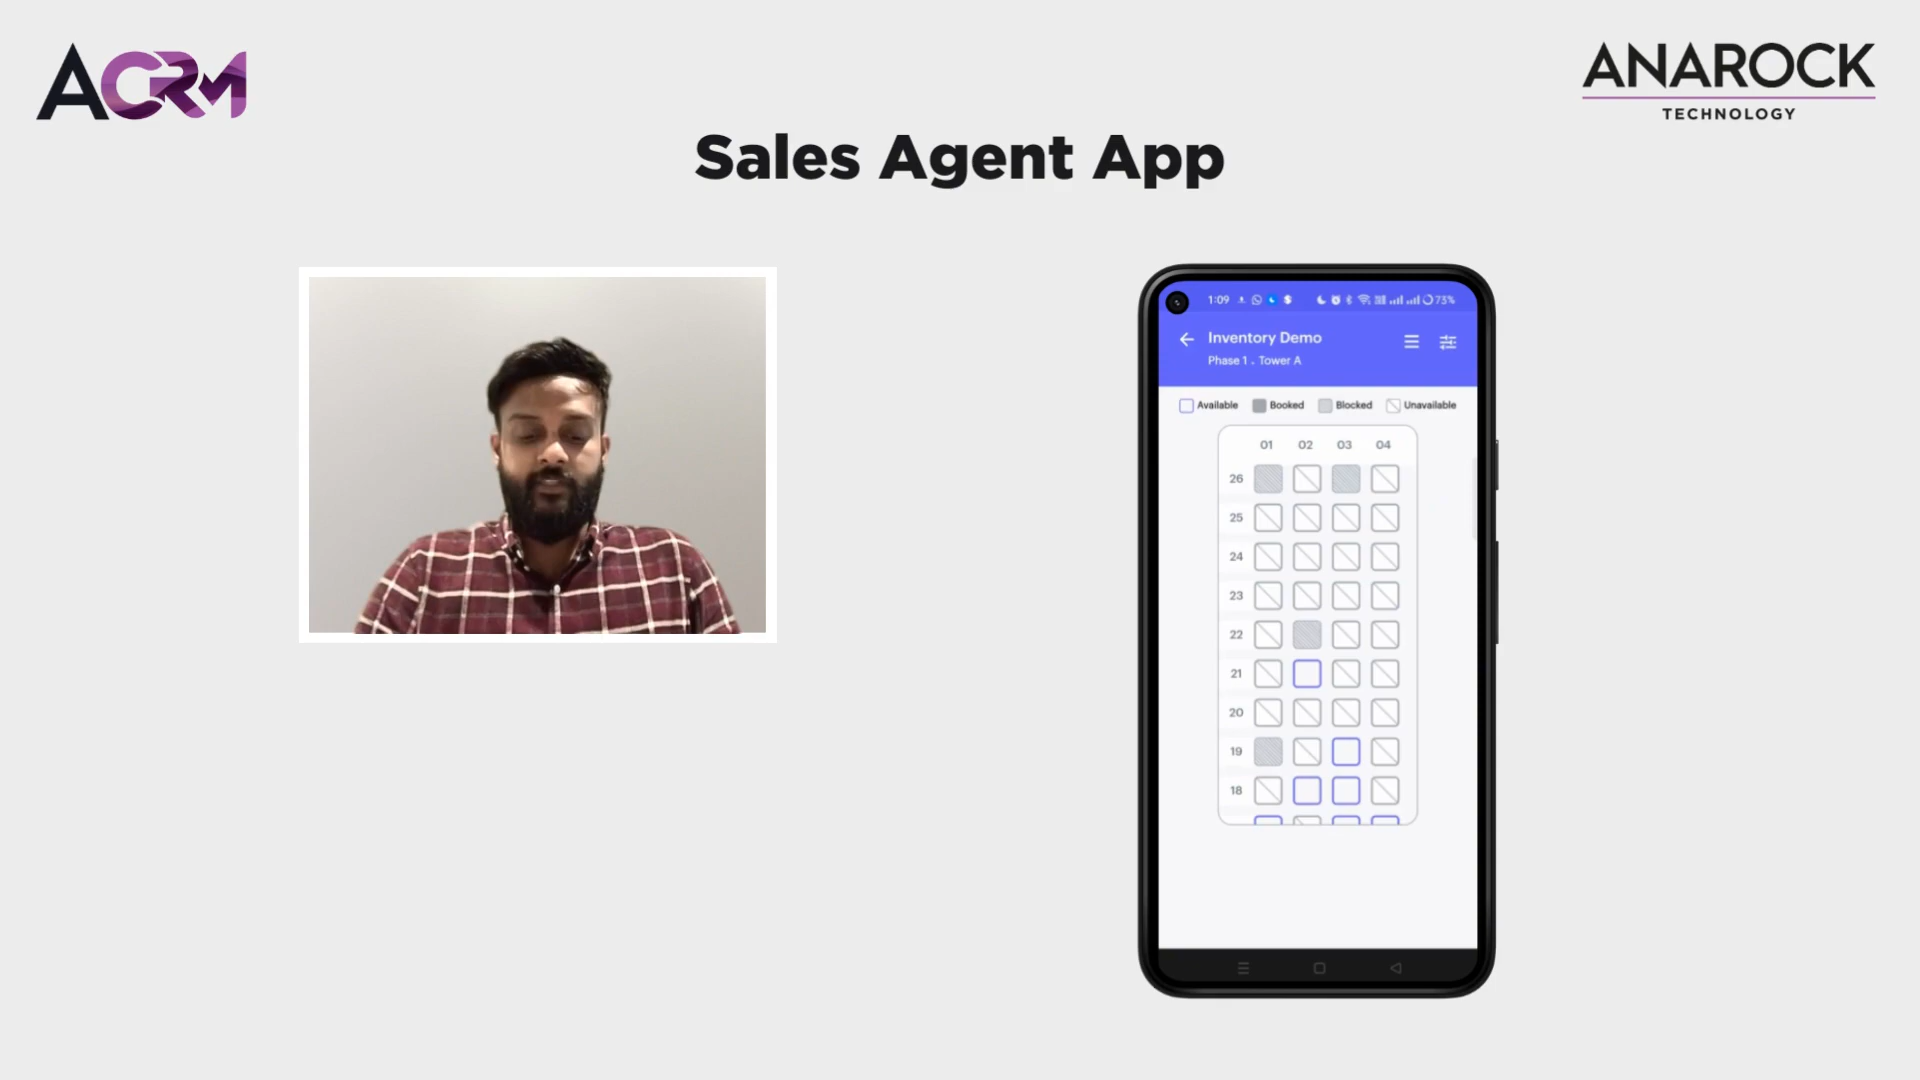 ACRM
ANAROCK
TECHNOLOGY
Sales Agent App
1:09
73%
Inventory Demo
Phase 1 . Tower A
Available Booked Blocked Unavailable
01 02 03 04
26
25
24
23
22
21
20
19
18